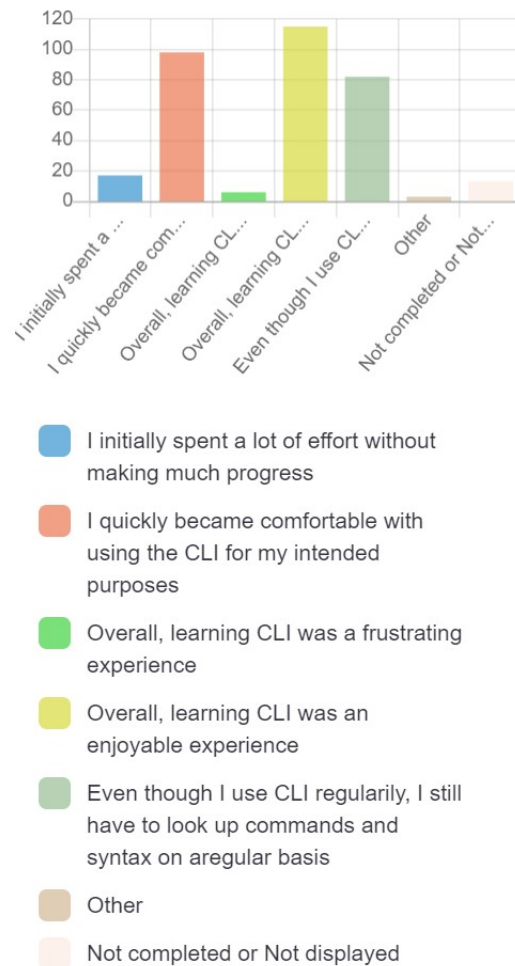 120
100
80
60
40
20
0
I initially spent a ...
I quickly became com...
Overall, learning CL...
Overall, learning CL...
Even though I use CL...
Other
Not completed or Not...
I initially spent a lot of effort without
making much progress
I quickly became comfortable with
using the CLI for my intended
purposes
Overall, learning CLI was a frustrating
experience
Overall, learning CLI was an
enjoyable experience
Even though I use CLI regularily, I still
have to look up commands and
syntax on aregular basis
Other
Not completed or Not displayed